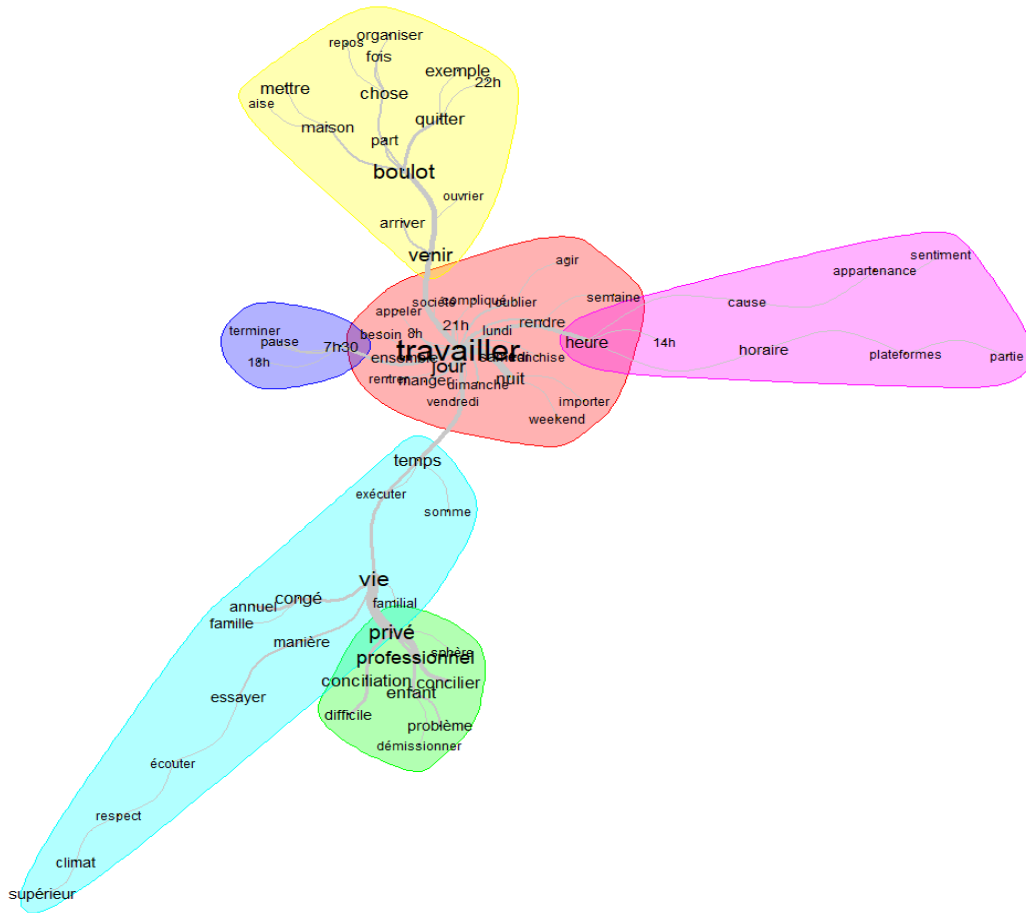 organiser
repos
fois
exemple
22h
mettre
chose
aise
quitter
maison
part
boulot
ouvrier
arriver
venir
sentiment
agir
appartenance
semaine
cause
société
compliqué
oublier
appeler
21h
lundi
rendre
terminer
pause
7h30
besoin
8h
heure
14h
travailler
horaire
plateformes
partie
18h
ensemble
jour
samedi
franchise
rentrer
manger
dimanche
nuit
vendredi
importer
weekend
temps
exécuter
somme
vie
congé
familial
annuel
famille
privé
manière
sphère
professionnel
conciliation
concilier
essayer
enfant
difficile
problème
démissionner
écouter
respect
climat
supérieur